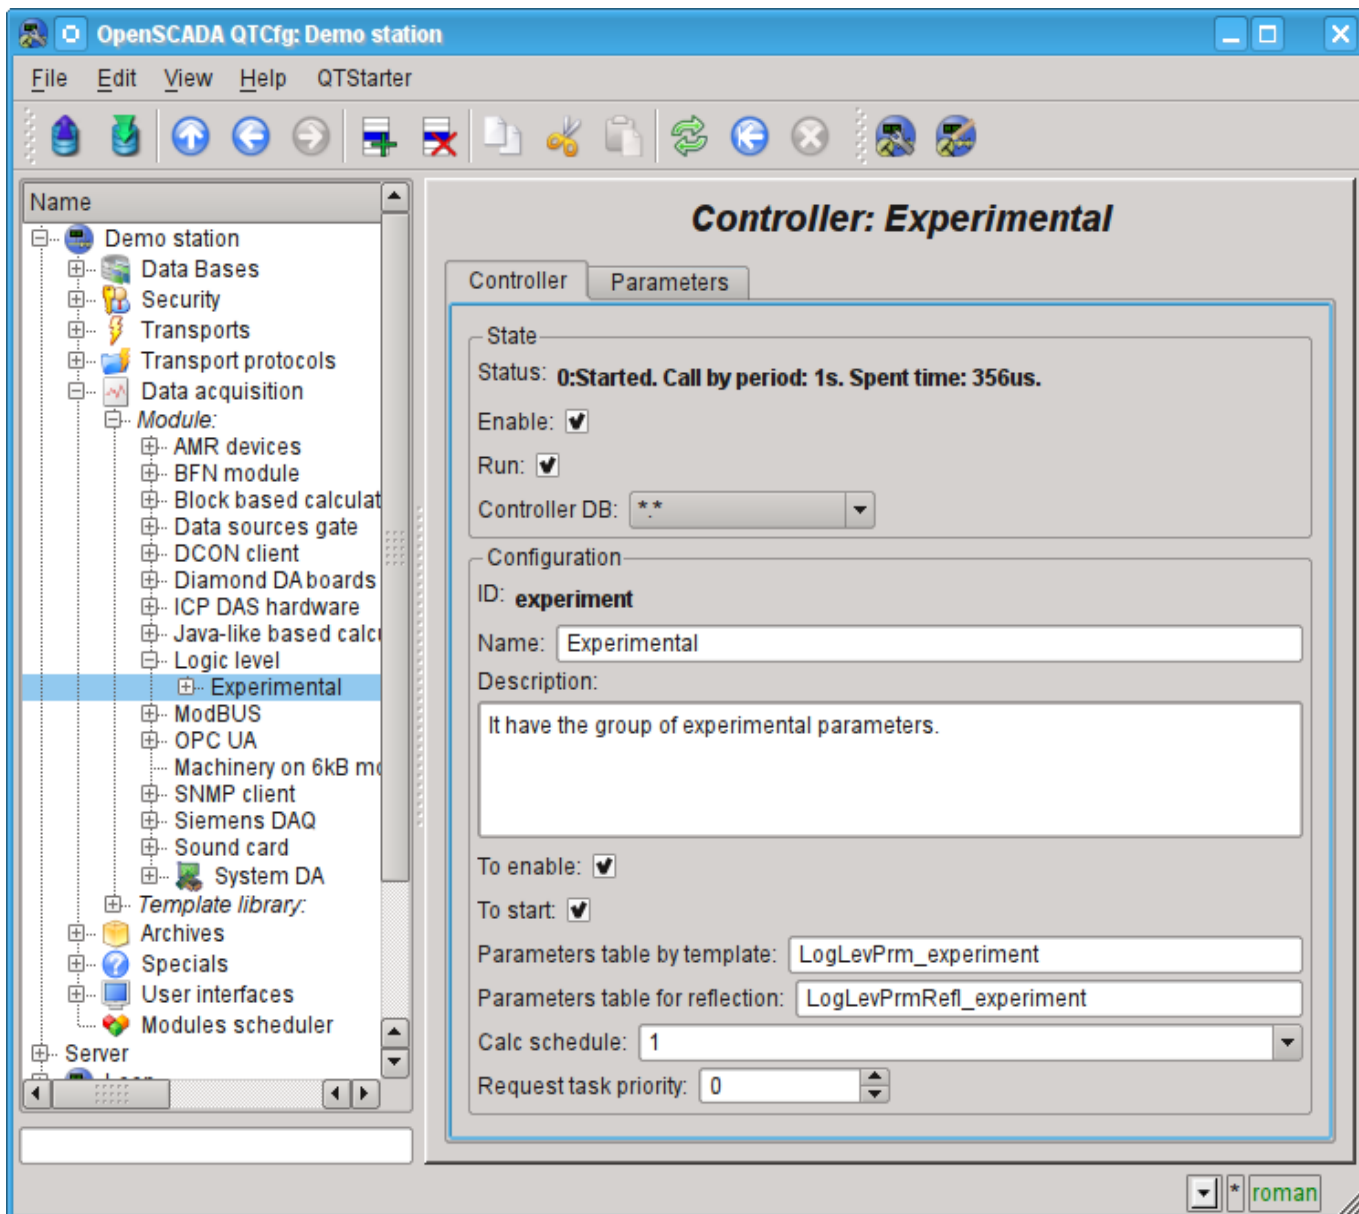 OpenSCADA QTCfg: Demo station
File Edit View Help QTStarter
Name
Demo station
Data Bases
Security
Transports
Transport protocols
Data acquisition
Module:
AMR devices
BFN module
Block based calculat
Data sources gate
DCON client
Diamond DA boards
ICP DAS hardware
Java-like based calc
Logic level
Experimental
ModBUS
OPC UA
Machinery on 6kB mo
SNMP client
Siemens DAQ
Sound card
System DA
Template library:
Archives
Specials
User interfaces
Modules scheduler
Server
Controller: Experimental
Controller Parameters
State
Status: 0:Started. Call by period: 1s. Spent time: 356us.
Enable:
Run:
Controller DB: *.*
Configuration
ID: experiment
Name: Experimental
Description:
It have the group of experimental parameters.
To enable:
To start:
Parameters table by template: LogLevPrm_experiment
Parameters table for reflection: LogLevPrmRefl_experiment
Calc schedule: 1
Request task priority: 0
* roman